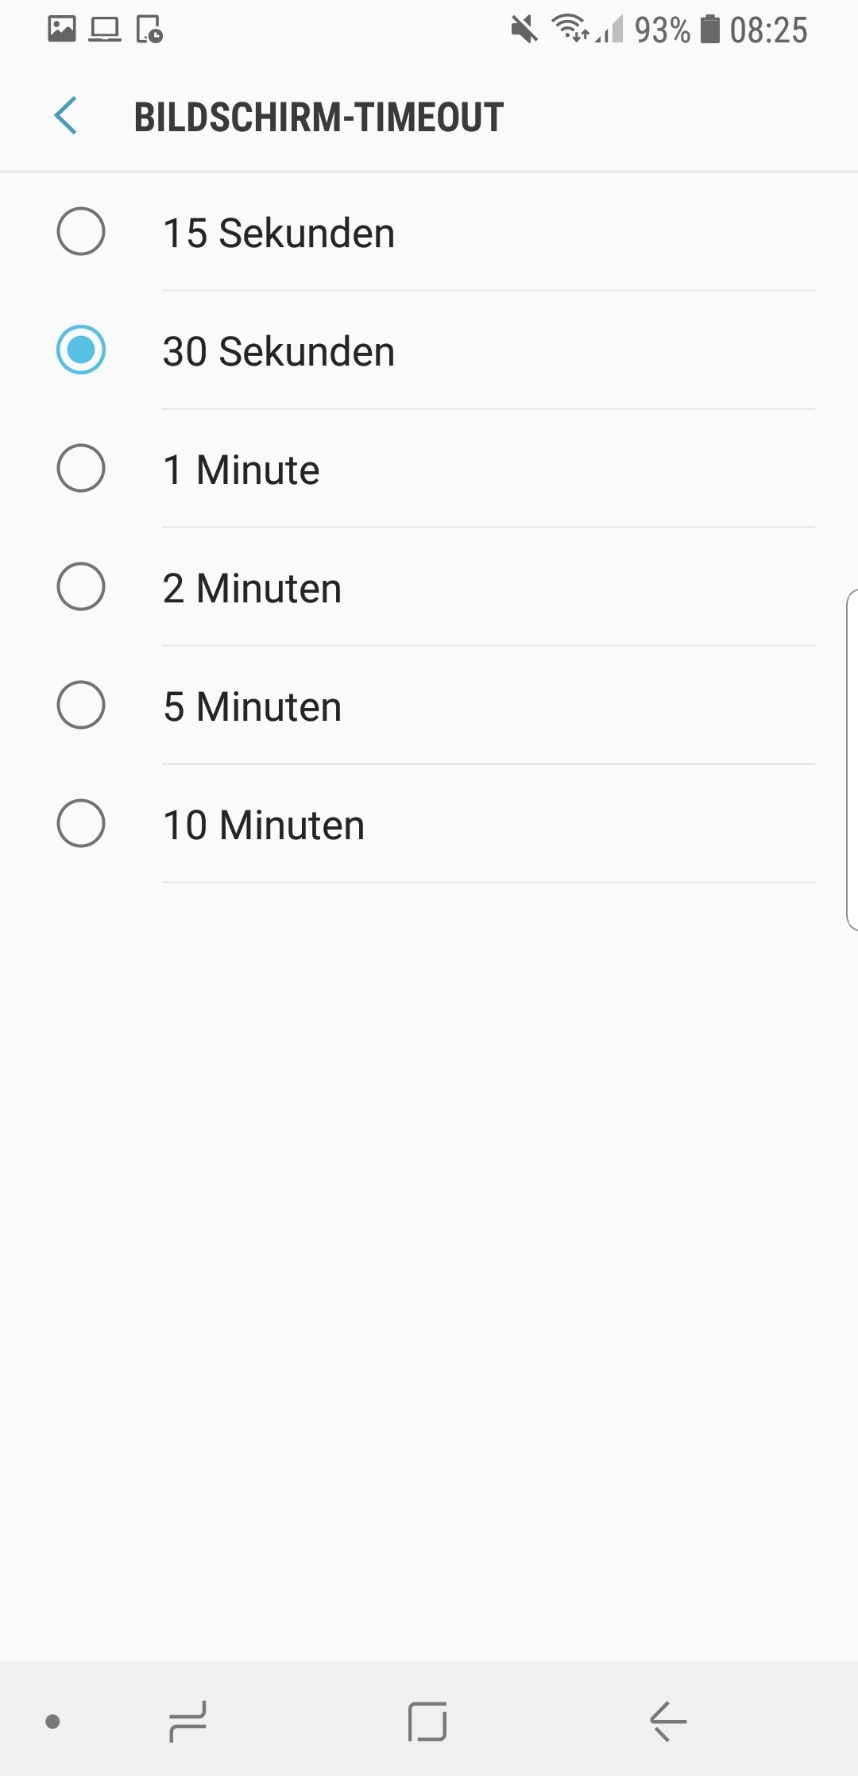 93% 08:25
BILDSCHIRM-TIMEOUT
15 Sekunden
30 Sekunden
1 Minute
2 Minuten
5 Minuten
10 Minuten